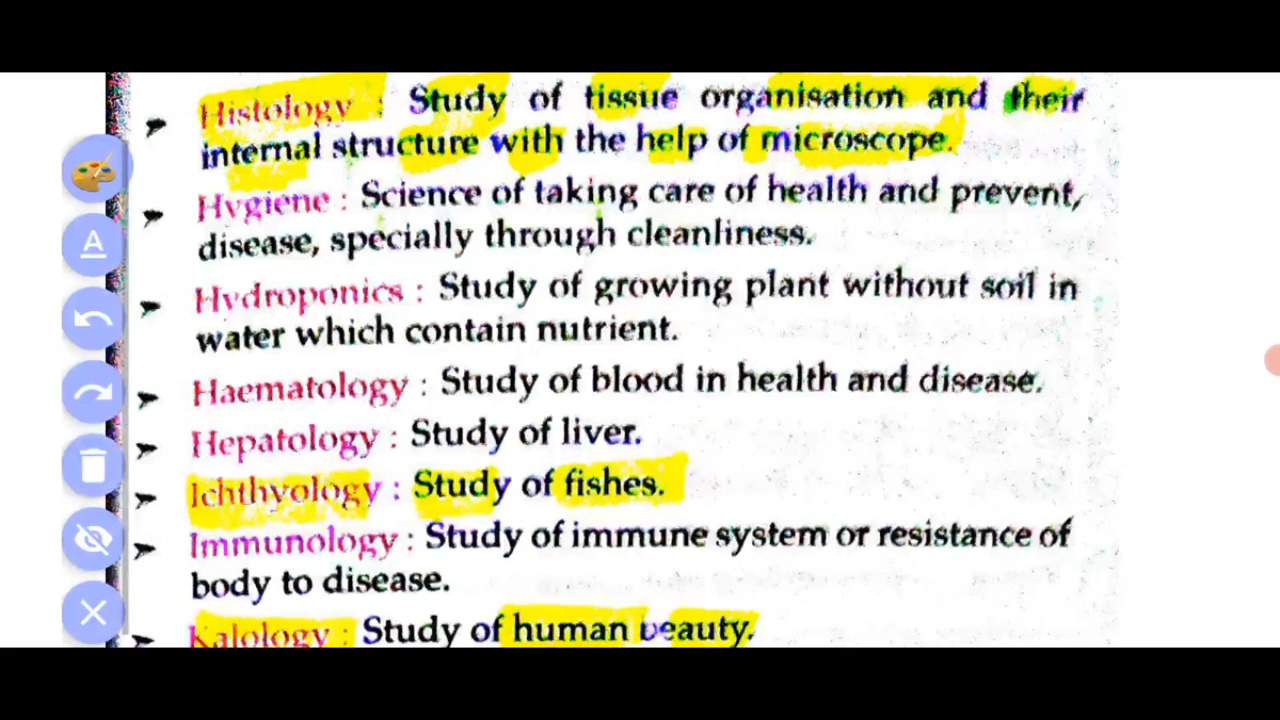 Histology : Study of tissue organisation and their
internal structure with the help of microscope.
Hygiene : Science of taking care of health and prevent,
disease, specially through cleanliness.
Hydroponics : Study of growing plant without soil in
water which contain nutrient.
Haematology : Study of blood in health and disease.
Hepatology : Study of liver.
Ichthyology : Study of fishes.
Immunology : Study of immune system or resistance of
body to disease.
Kalology : Study of human beauty.
A